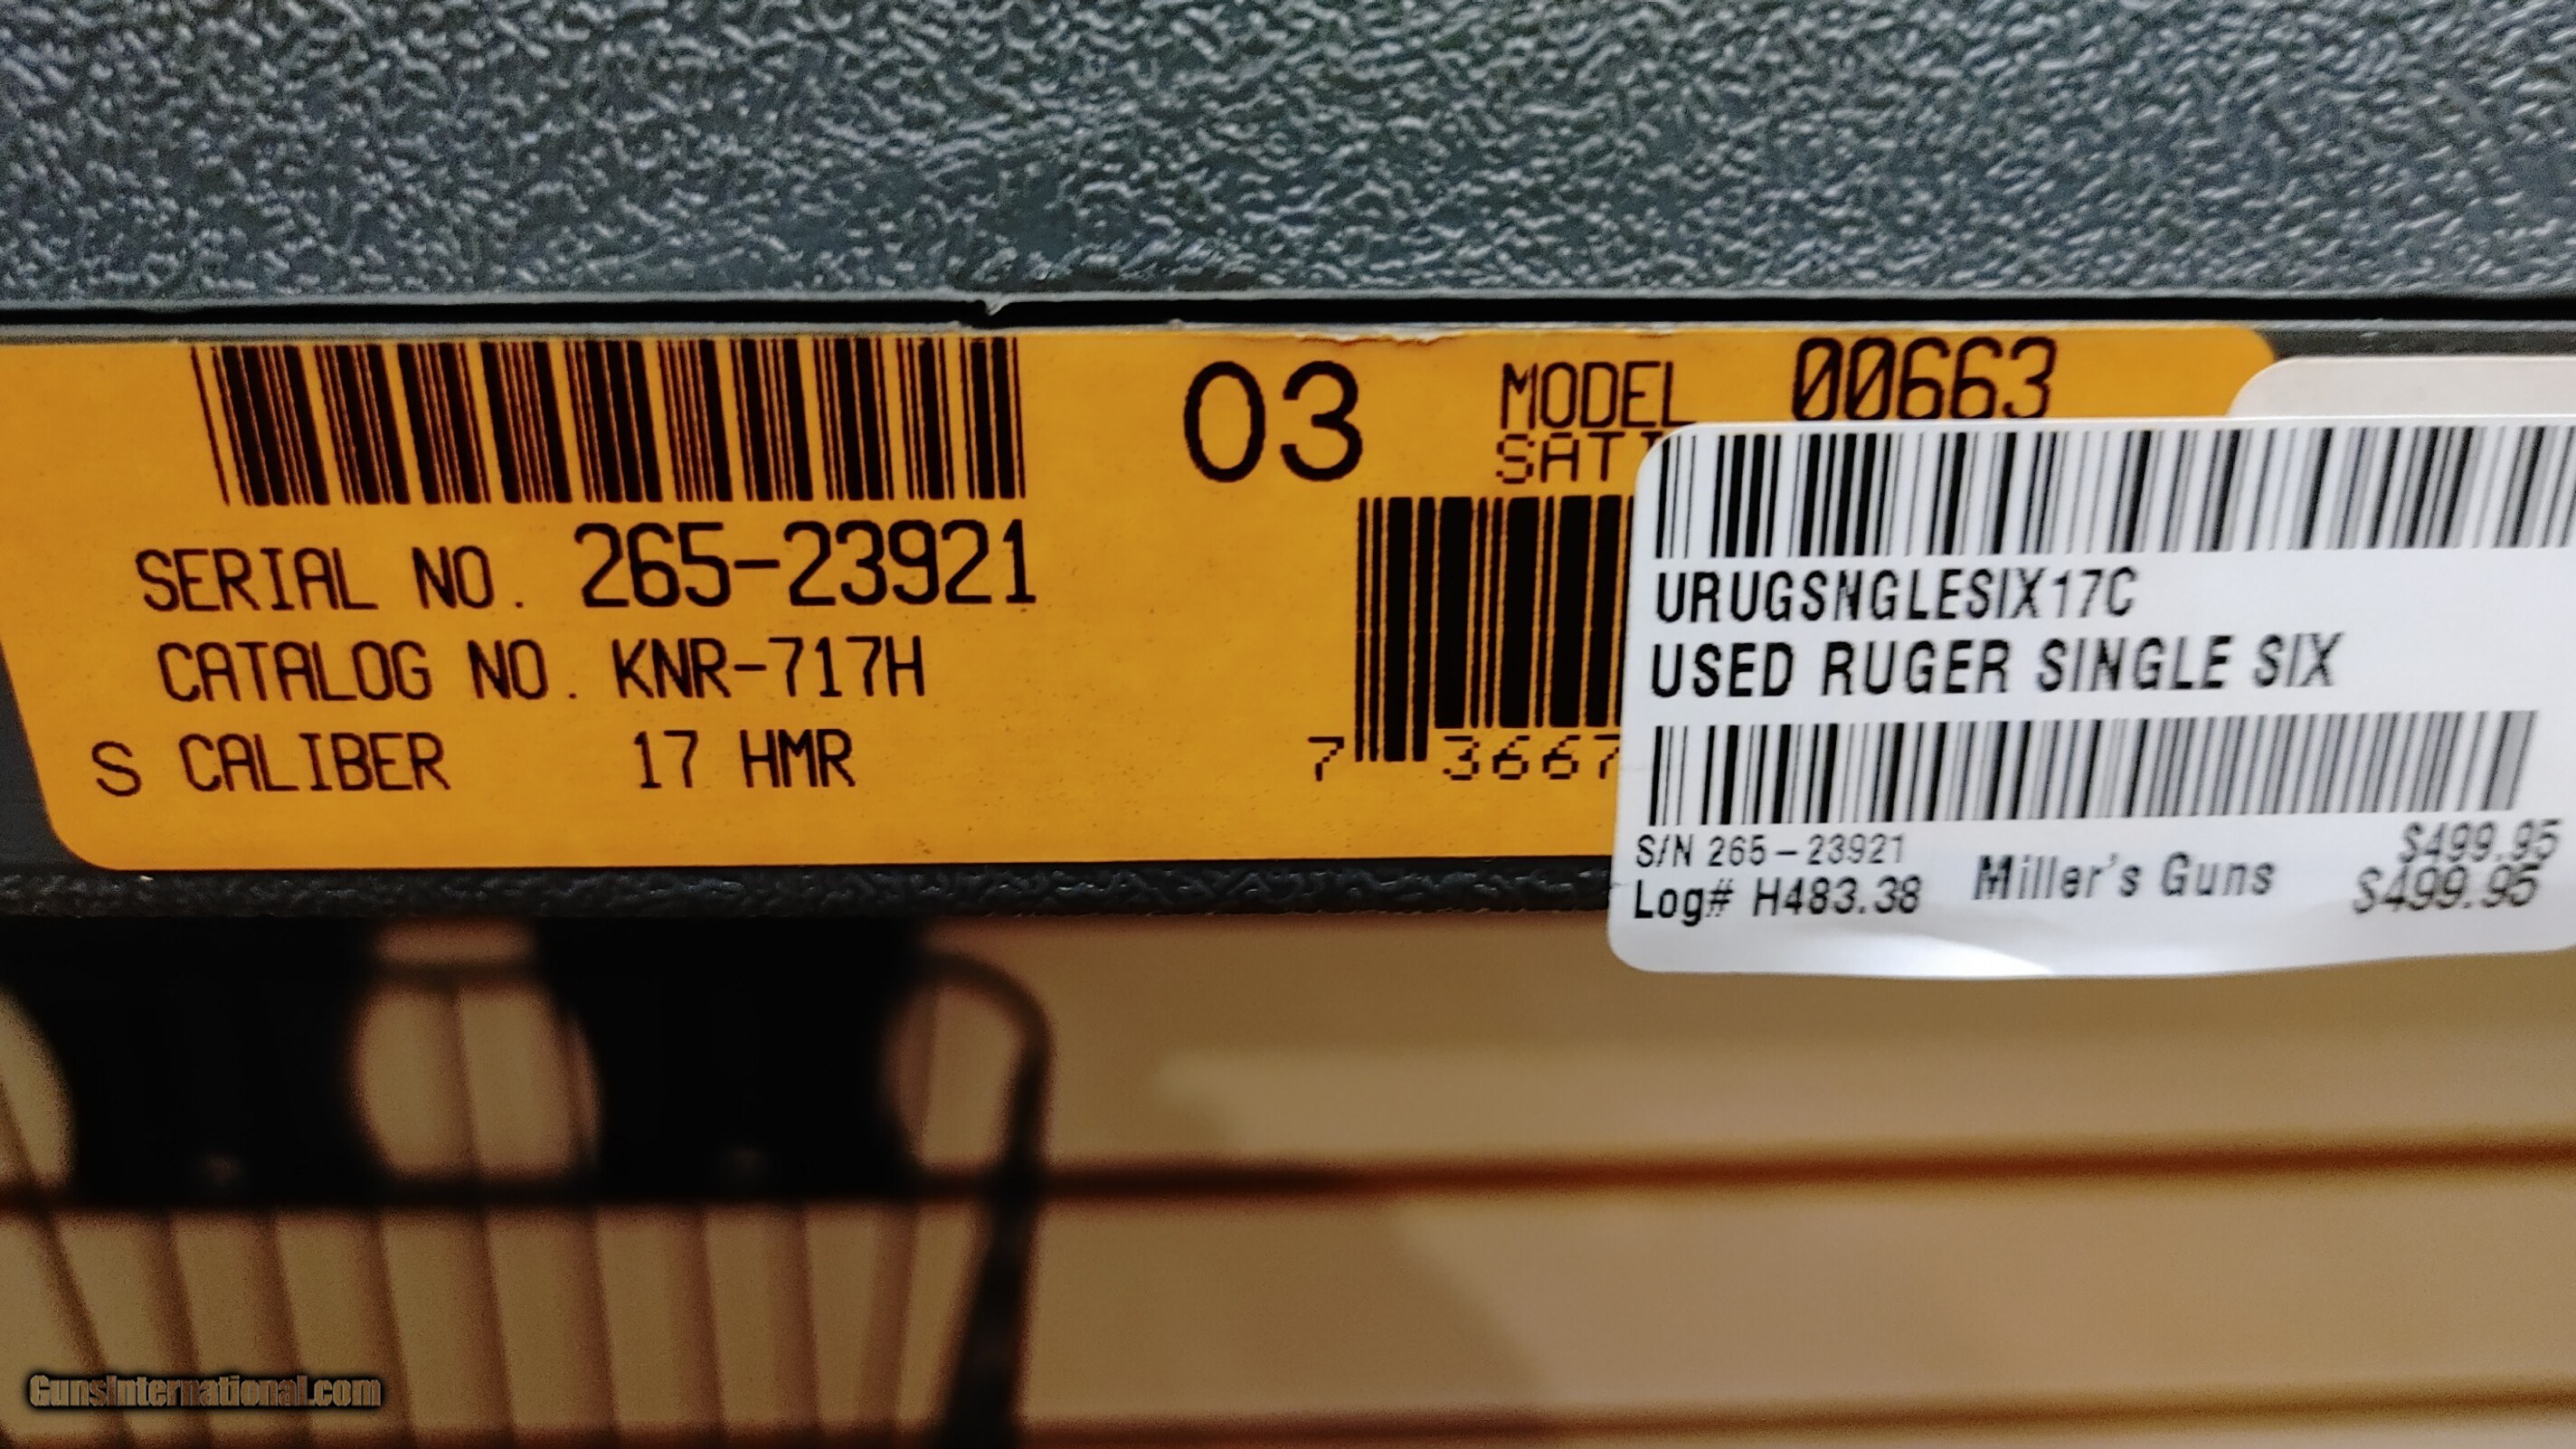 03
MODEL 00663
SERIAL NO. 265-23921
CATALOG NO. KNR-717H
S CALIBER 17 HMR
7 3667
URUGSNGLESIX17C
USED RUGER SINGLE SIX
S/N 265-23921
Log# H483.38
Miller's Guns
$499.95
$499.95
GunsInternational.com